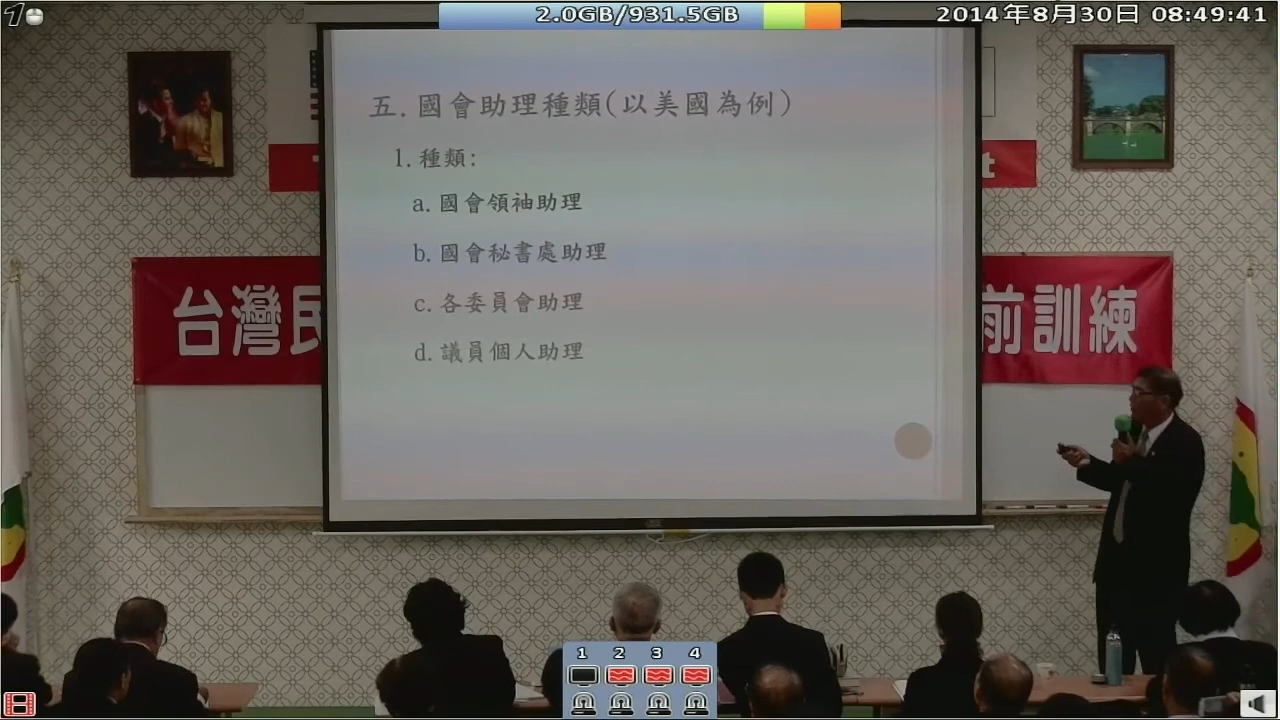 1
2.0GB/931.5GB
2014年8月30日 08:49:41
五.國會助理種類(以美國為例)
1.種類:
a.國會領袖助理
b.國會秘書處助理
c.各委員會助理
d.議員個人助理
t
台灣民
前訓練
1 2 3 4